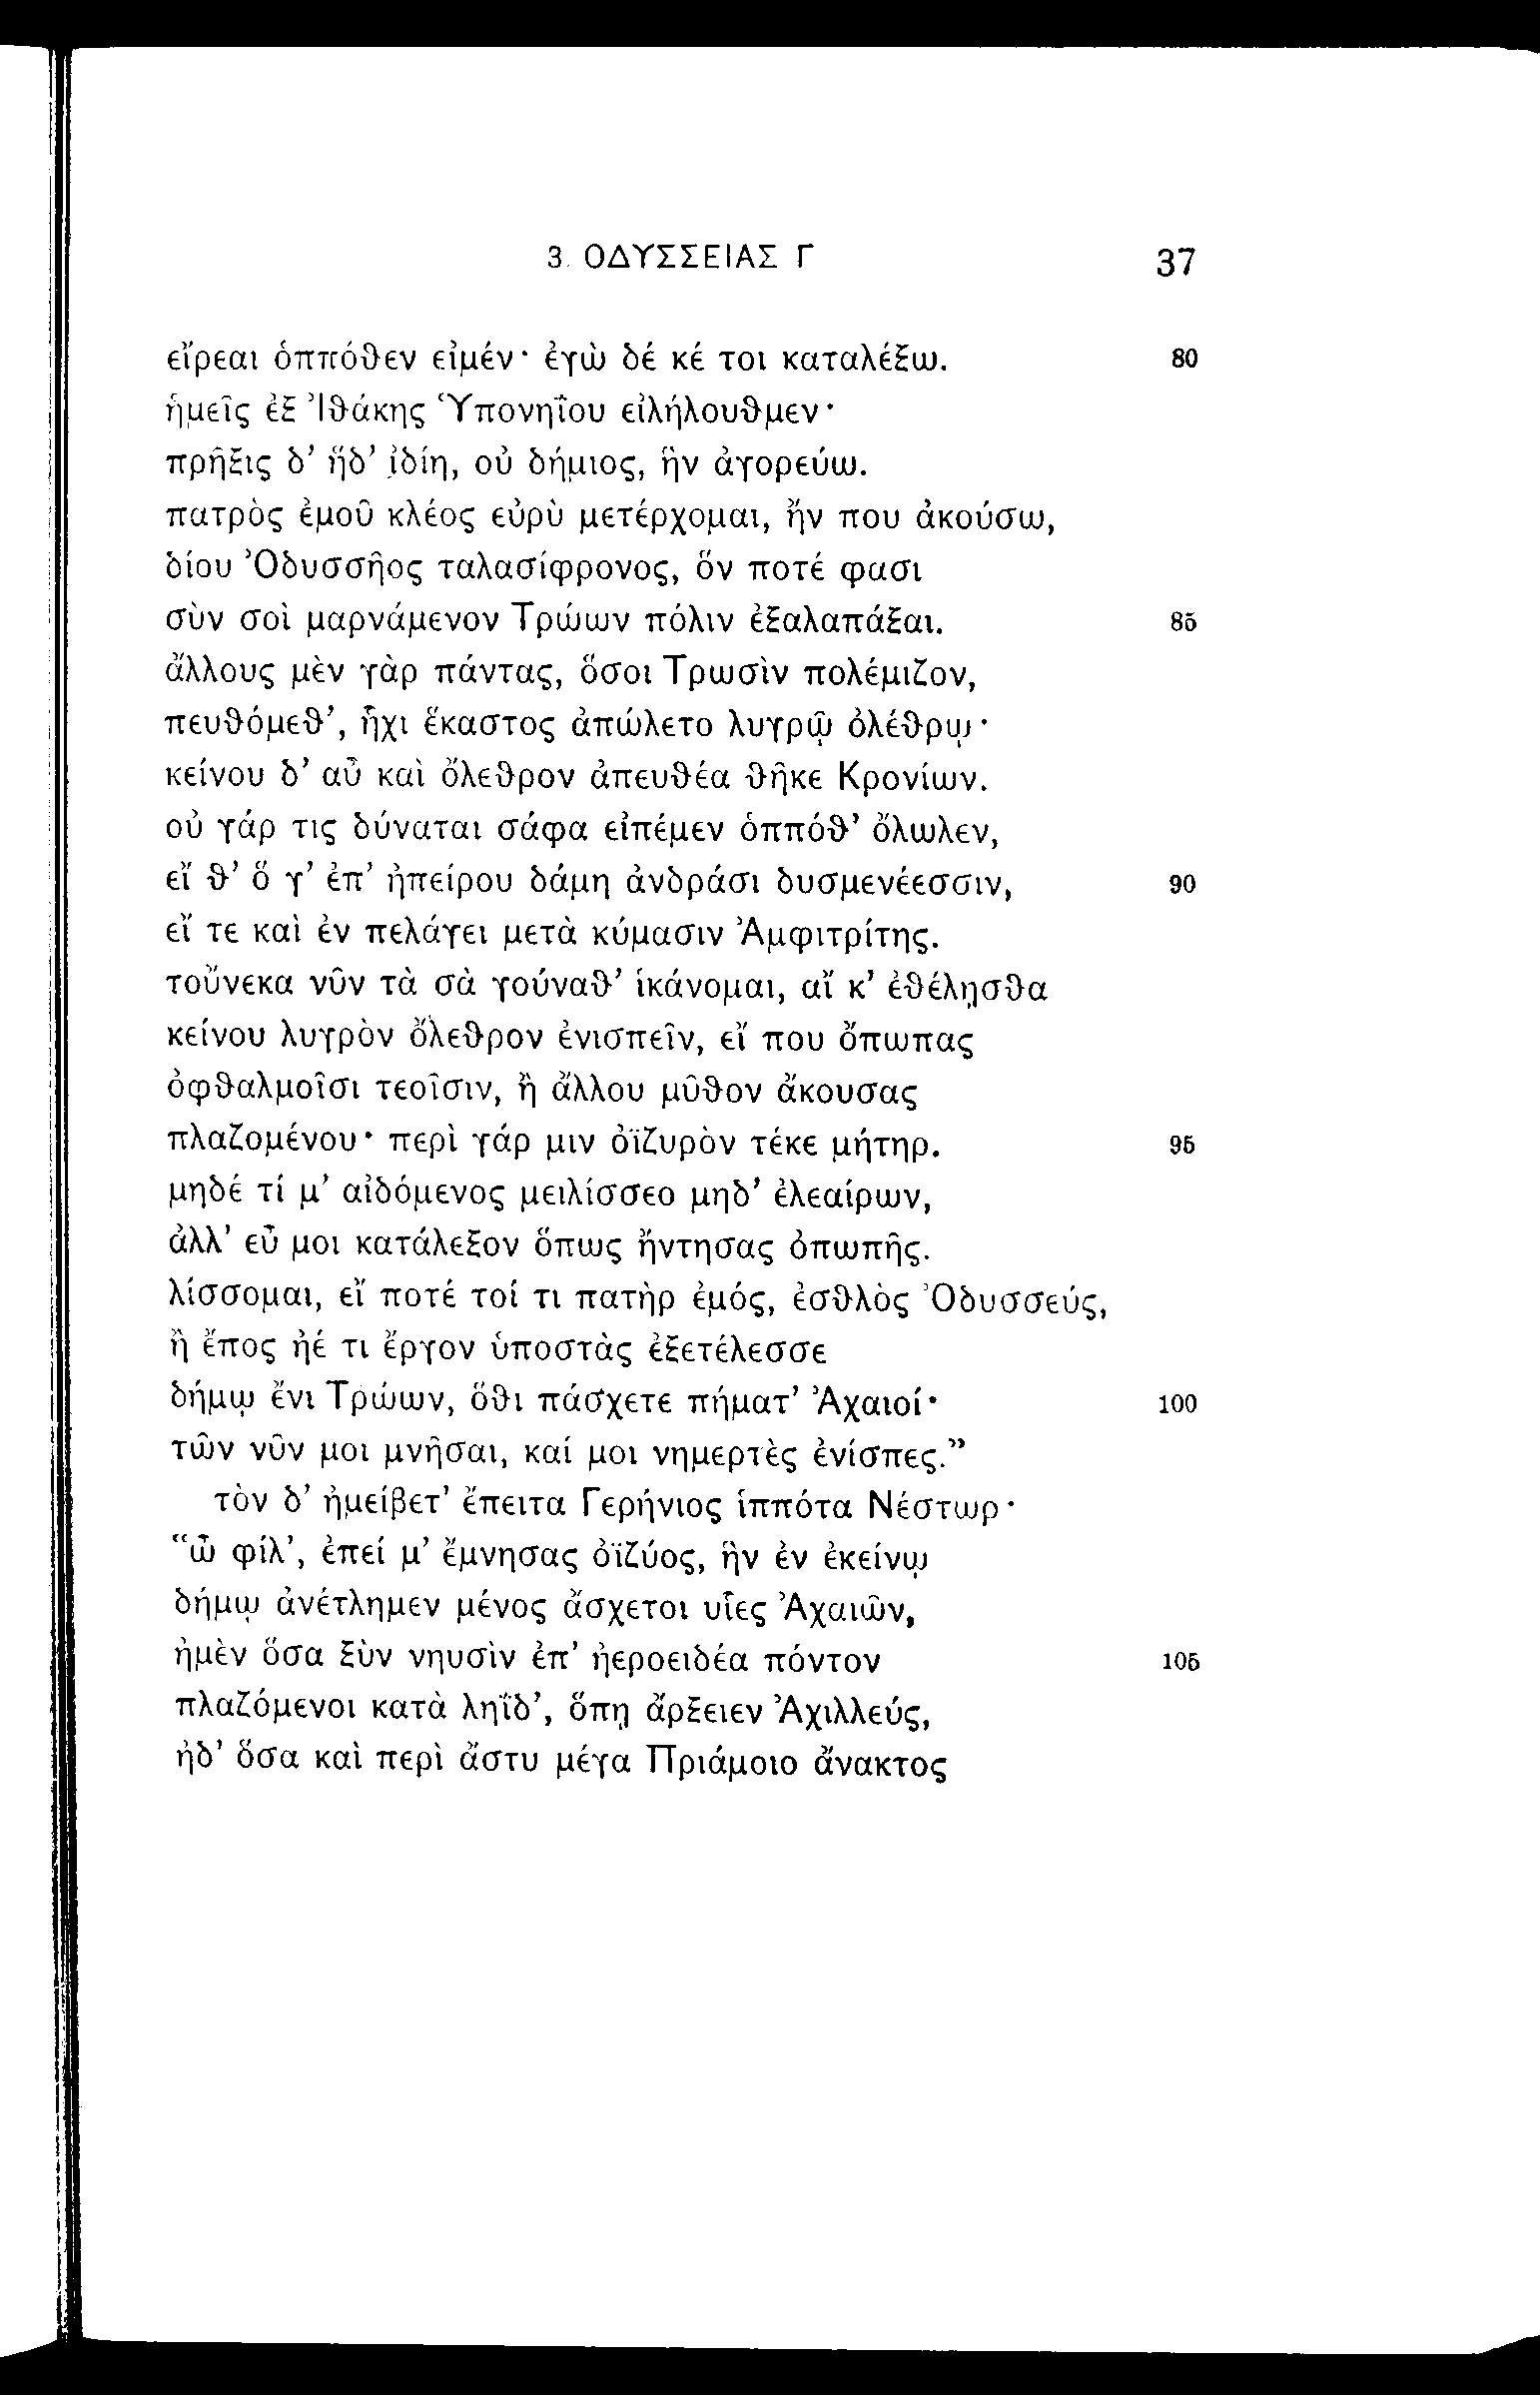 3. ΟΔΥΣΣΕΙΑΣ Γ 37
εἴρεαι ὁππόθεν εἰμέν· ἐγὼ δέ κέ τοι καταλέξω. 80
ἡμεῖς ἐξ Ἰθάκης Ὑπονηΐου εἰλήλουθμεν·
πρῆξις δ’ ἥδ’ ἰδίη, οὐ δήμιος, ἣν ἀγορεύω.
πατρὸς ἐμοῦ κλέος εὐρὺ μετέρχομαι, ἤν που ἀκούσω,
δίου Ὀδυσσῆος ταλασίφρονος, ὅν ποτέ φασι
σὺν σοὶ μαρνάμενον Τρώων πόλιν ἐξαλαπάξαι. 85
ἄλλους μὲν γὰρ πάντας, ὅσοι Τρωσὶν πολέμιζον,
πευθόμεθ’, ἧχι ἕκαστος ἀπώλετο λυγρῷ ὀλέθρῳ·
κείνου δ’ αὖ καὶ ὄλεθρον ἀπευθέα θῆκε Κρονίων.
οὐ γάρ τις δύναται σάφα εἰπέμεν ὁππόθ’ ὄλωλεν,
εἴ θ’ ὅ γ’ ἐπ’ ἠπείρου δάμη ἀνδράσι δυσμενέεσσιν, 90
εἴ τε καὶ ἐν πελάγει μετὰ κύμασιν Ἀμφιτρίτης.
τοὔνεκα νῦν τὰ σὰ γούναθ’ ἱκάνομαι, αἴ κ’ ἐθέλῃσθα
κείνου λυγρὸν ὄλεθρον ἐνισπεῖν, εἴ που ὄπωπας
ὀφθαλμοῖσι τεοῖσιν, ἢ ἄλλου μῦθον ἄκουσας
πλαζομένου· περὶ γάρ μιν ὀϊζυρὸν τέκε μήτηρ. 95
μηδέ τί μ’ αἰδόμενος μειλίσσεο μηδ’ ἐλεαίρων,
ἀλλ’ εὖ μοι κατάλεξον ὅπως ἤντησας ὀπωπῆς.
λίσσομαι, εἴ ποτέ τοί τι πατὴρ ἐμός, ἐσθλὸς Ὀδυσσεύς,
ἢ ἔπος ἠέ τι ἔργον ὑποστὰς ἐξετέλεσσε
δήμῳ ἔνι Τρώων, ὅθι πάσχετε πήματ’ Ἀχαιοί· 100
τῶν νῦν μοι μνῆσαι, καί μοι νημερτὲς ἐνίσπες.”
τὸν δ’ ἠμείβετ’ ἔπειτα Γερήνιος ἱππότα Νέστωρ·
“ὦ φίλ’, ἐπεί μ’ ἔμνησας ὀϊζύος, ἣν ἐν ἐκείνῳ
δήμῳ ἀνέτλημεν μένος ἄσχετοι υἷες Ἀχαιῶν,
ἠμὲν ὅσα ξὺν νηυσὶν ἐπ’ ἠεροειδέα πόντον 105
πλαζόμενοι κατὰ ληΐδ’, ὅπῃ ἄρξειεν Ἀχιλλεύς,
ἠδ’ ὅσα καὶ περὶ ἄστυ μέγα Πριάμοιο ἄνακτος